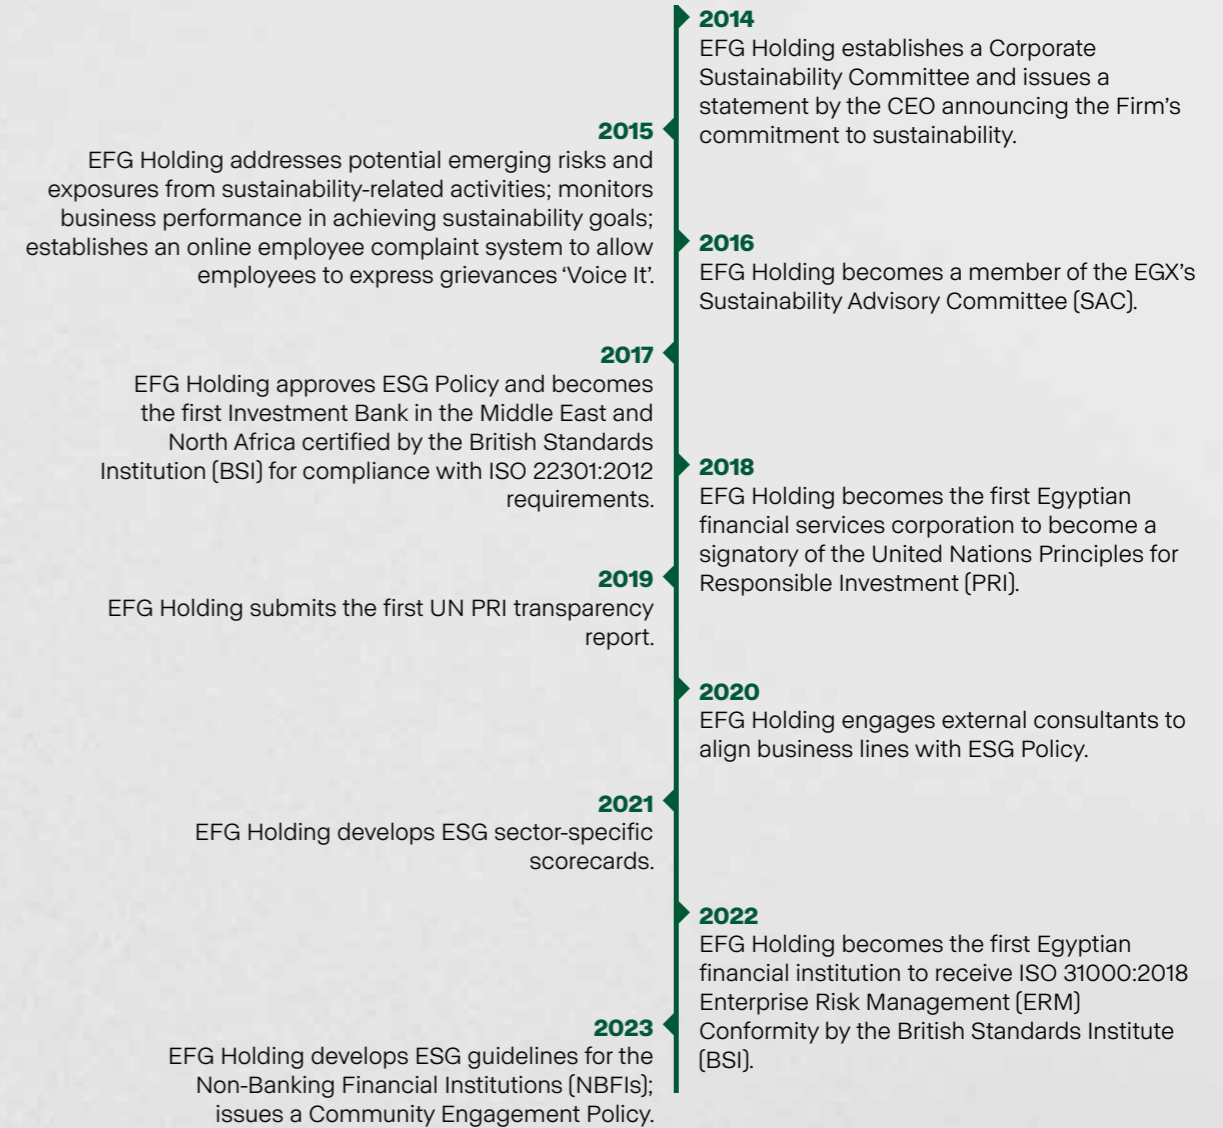 2014
EFG Holding establishes a Corporate
Sustainability Committee and issues a
statement by the CEO announcing the Firm's
commitment to sustainability.
2015
EFG Holding addresses potential emerging risks and
exposures from sustainability-related activities; monitors
business performance in achieving sustainability goals;
establishes an online employee complaint system to allow
employees to express grievances ‘Voice It’.
2016
EFG Holding becomes a member of the EGX’s
Sustainability Advisory Committee (SAC).
2017
EFG Holding approves ESG Policy and becomes
the first Investment Bank in the Middle East and
North Africa certified by the British Standards
Institution (BSI) for compliance with ISO 22301:2012
requirements.
2018
EFG Holding becomes the first Egyptian
financial services corporation to become a
signatory of the United Nations Principles for
Responsible Investment (PRI).
2019
EFG Holding submits the first UN PRI transparency
report.
2020
EFG Holding engages external consultants to
align business lines with ESG Policy.
2021
EFG Holding develops ESG sector-specific
scorecards.
2022
EFG Holding becomes the first Egyptian
financial institution to receive ISO 31000:2018
Enterprise Risk Management (ERM)
Conformity by the British Standards Institute
(BSI).
2023
EFG Holding develops ESG guidelines for the
Non-Banking Financial Institutions (NBFIs);
issues a Community Engagement Policy.